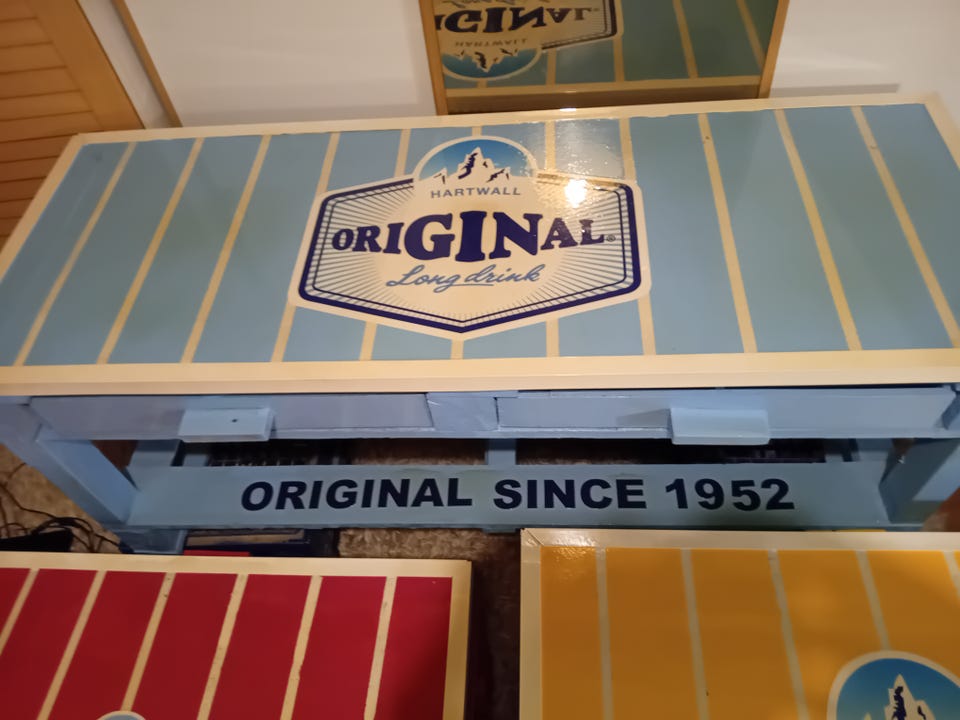 HARTWALL
ORIGINAL®
Long drink
ORIGINAL SINCE 1952